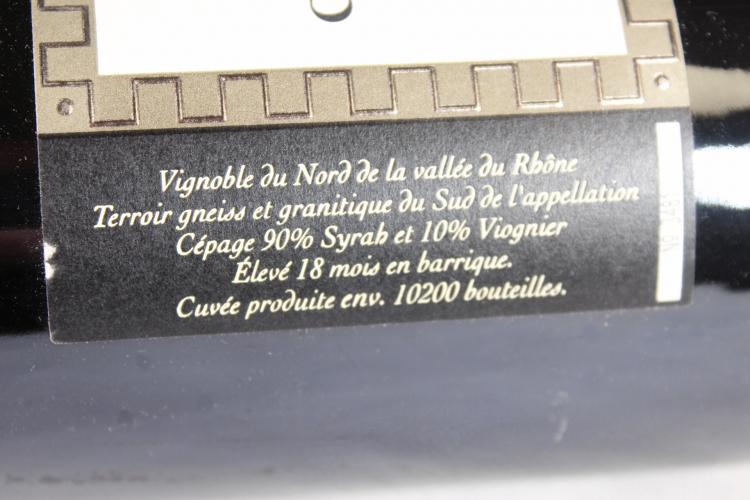 Vignoble du Nord de la vallée du Rhône
Terroir gneiss et granitique du Sud de l'appellation
Cépage 90% Syrah et 10% Viognier
Élevé 18 mois en barrique.
Cuvée produite env. 10200 bouteilles.